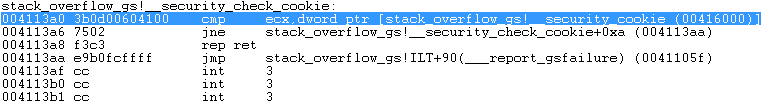 stack_overflow_gs!__security_check_cookie:
004113a0 3b0d00604100 cmp ecx,dword ptr [stack_overflow_gs!__security_cookie (00416000)]
004113a6 7502 jne stack_overflow_gs!__security_check_cookie+0xa (004113aa)
004113a8 f3c3 rep ret
004113aa e9b0fcffff jmp stack_overflow_gs!ILT+90(___report_gsfailure) (0041105f)
004113af cc int 3
004113b0 cc int 3
004113b1 cc int 3